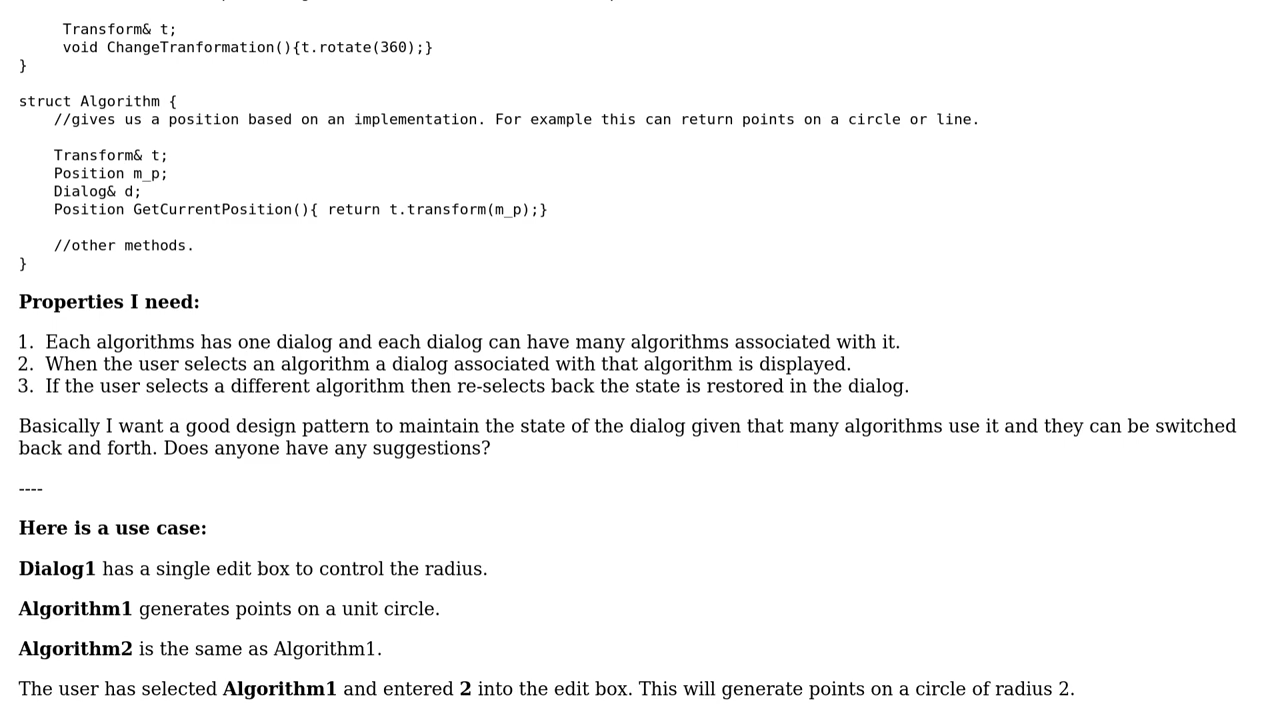 Transform& t;
void ChangeTranformation(){t.rotate(360);}
}
struct Algorithm {
//gives us a position based on an implementation. For example this can return points on a circle or line.
Transform& t;
Position m_p;
Dialog& d;
Position GetCurrentPosition(){ return t.transform(m_p);}
//other methods.
}
Properties I need:
1. Each algorithms has one dialog and each dialog can have many algorithms associated with it.
2. When the user selects an algorithm a dialog associated with that algorithm is displayed.
3. If the user selects a different algorithm then re-selects back the state is restored in the dialog.
Basically I want a good design pattern to maintain the state of the dialog given that many algorithms use it and they can be switched
back and forth. Does anyone have any suggestions?
----
Here is a use case:
Dialog1 has a single edit box to control the radius.
Algorithm1 generates points on a unit circle.
Algorithm2 is the same as Algorithm1.
The user has selected Algorithm1 and entered 2 into the edit box. This will generate points on a circle of radius 2.